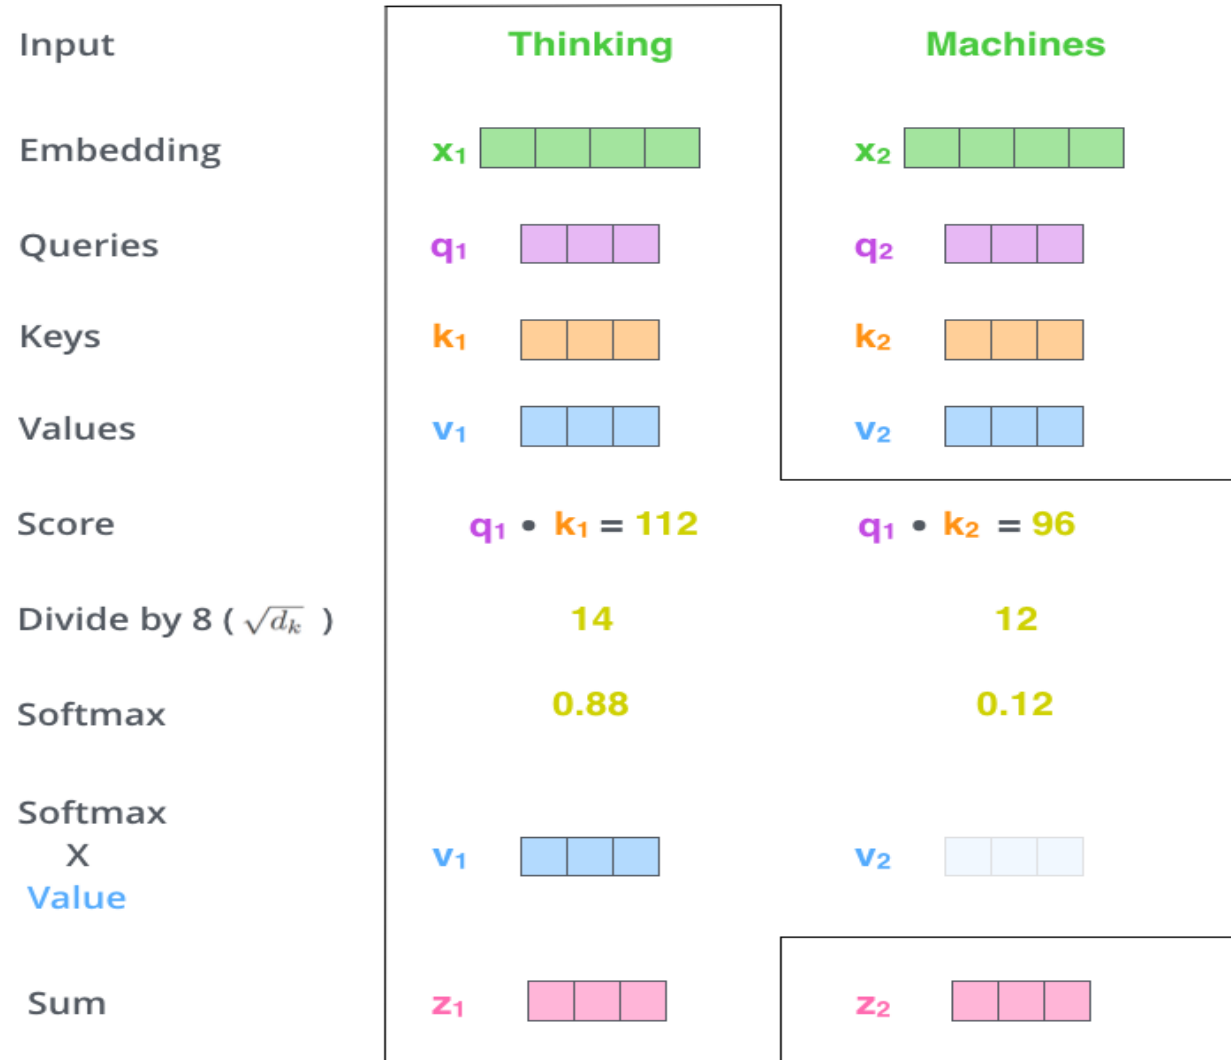 Input Thinking Machines
Embedding x₁ x₂
Queries q₁ q₂
Keys k₁ k₂
Values v₁ v₂
Score q₁ • k₁ = 112 q₁ • k₂ = 96
Divide by 8 ( √dₖ ) 14 12
Softmax 0.88 0.12
Softmax
X
Value
v₁ v₂
Sum z₁ z₂